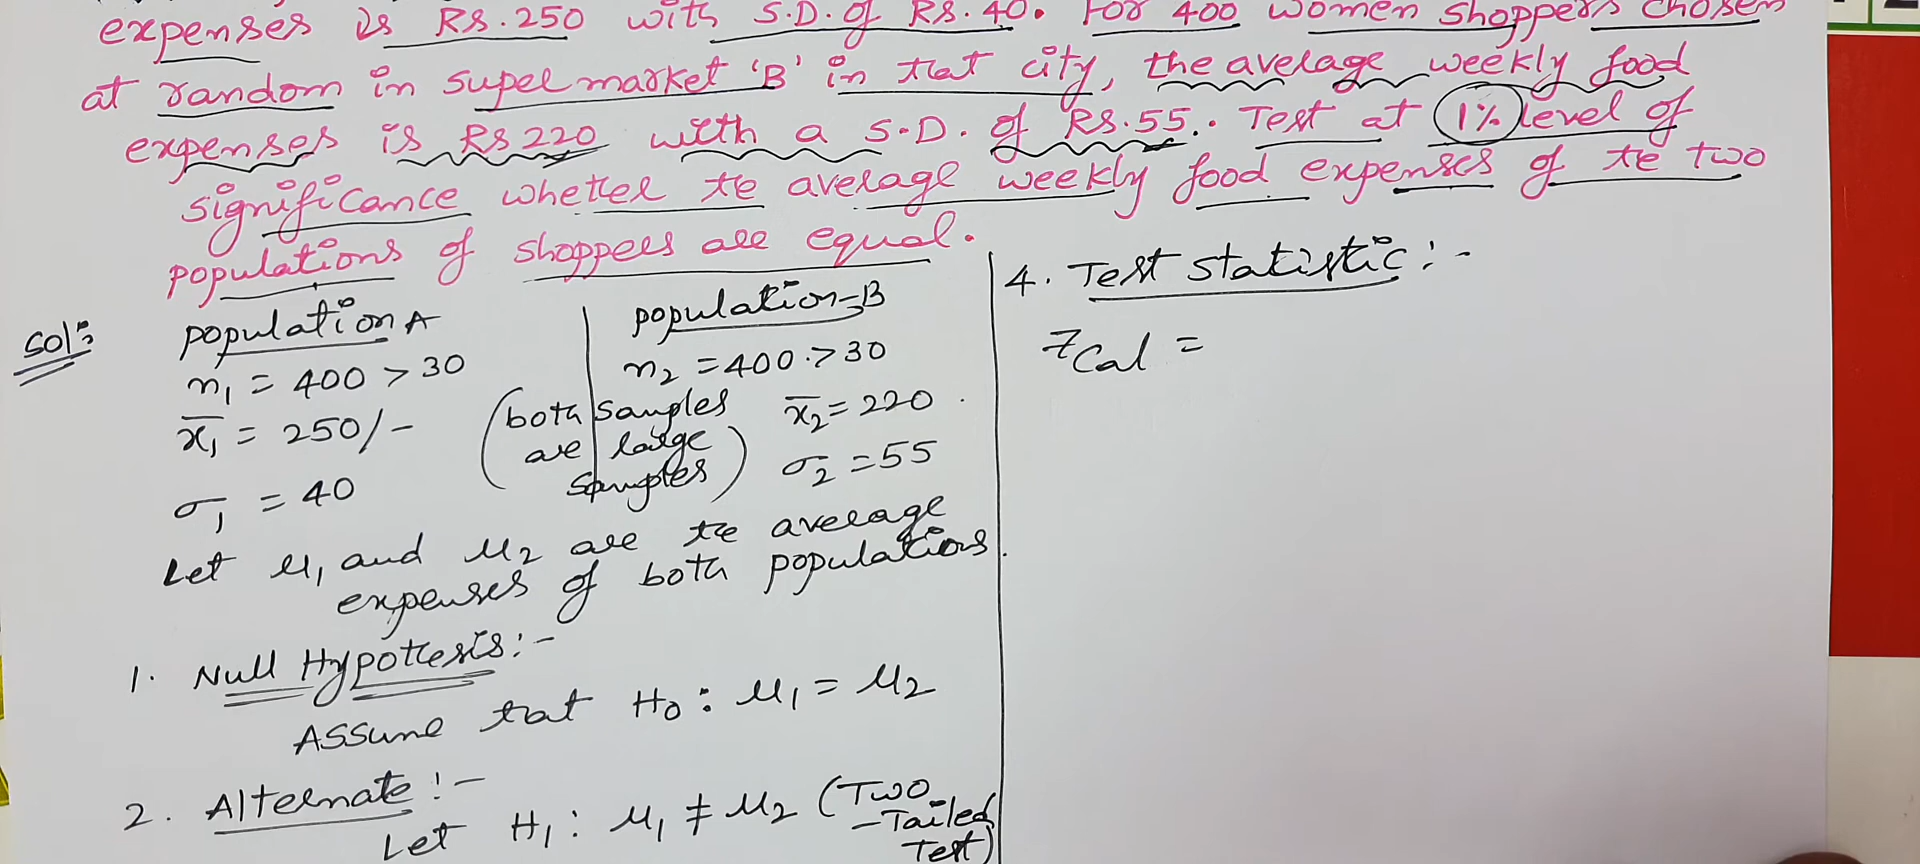 expenses is Rs.250 with S.D. of Rs.40. For 400 women shoppers chosen
at random in super market 'B' in that city, the average weekly food
expenses is Rs 220 with a S.D. of Rs.55. Test at 1% level of
significance whether the average weekly food expenses of the two
populations of shoppers are equal.
Sol:
population A
n₁ = 400 > 30
x̄₁ = 250/-
σ₁ = 40
population-B
n₂ = 400 > 30
x̄₂ = 220
σ₂ = 55
(both samples
are large
samples)
Let μ₁ and μ₂ are the average
expenses of both populations.
1. Null Hypothesis:-
Assume that H₀: μ₁ = μ₂
2. Alternate:-
Let H₁: μ₁ ≠ μ₂ (Two
-Tailed
Test)
4. Test statistic:-
Z Cal =